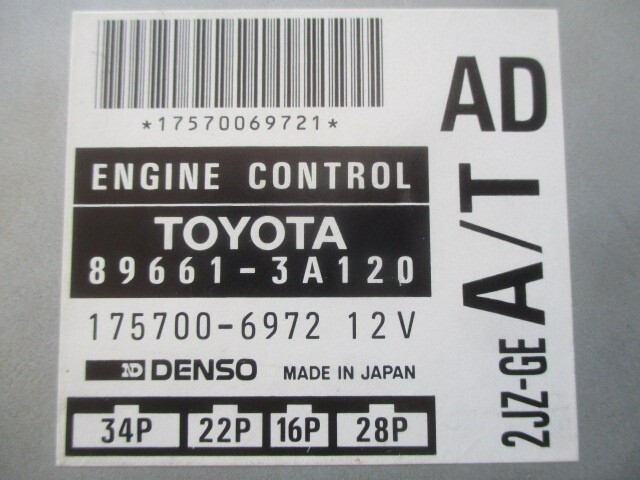 *17570069721*
AD
ENGINE CONTROL
TOYOTA
89661-3A120
175700-6972 12V
ND DENSO MADE IN JAPAN
34P 22P 16P 28P
2JZ-GE A/T